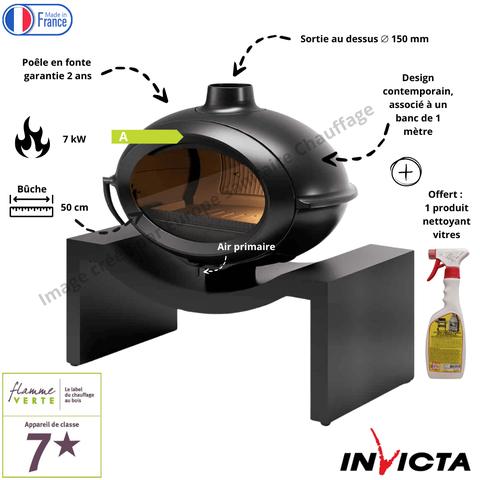 Made in
France
Sortie au dessus ∅ 150 mm
Poêle en fonte
garantie 2 ans
Design
contemporain,
associé à un
banc de 1
mètre
7 kW
A
Bûche
50 cm
Air primaire
Offert :
1 produit
nettoyant
vitres
flamme
VERTE
Le label
du chauffage
au bois
Appareil de classe
7★
INVICTA